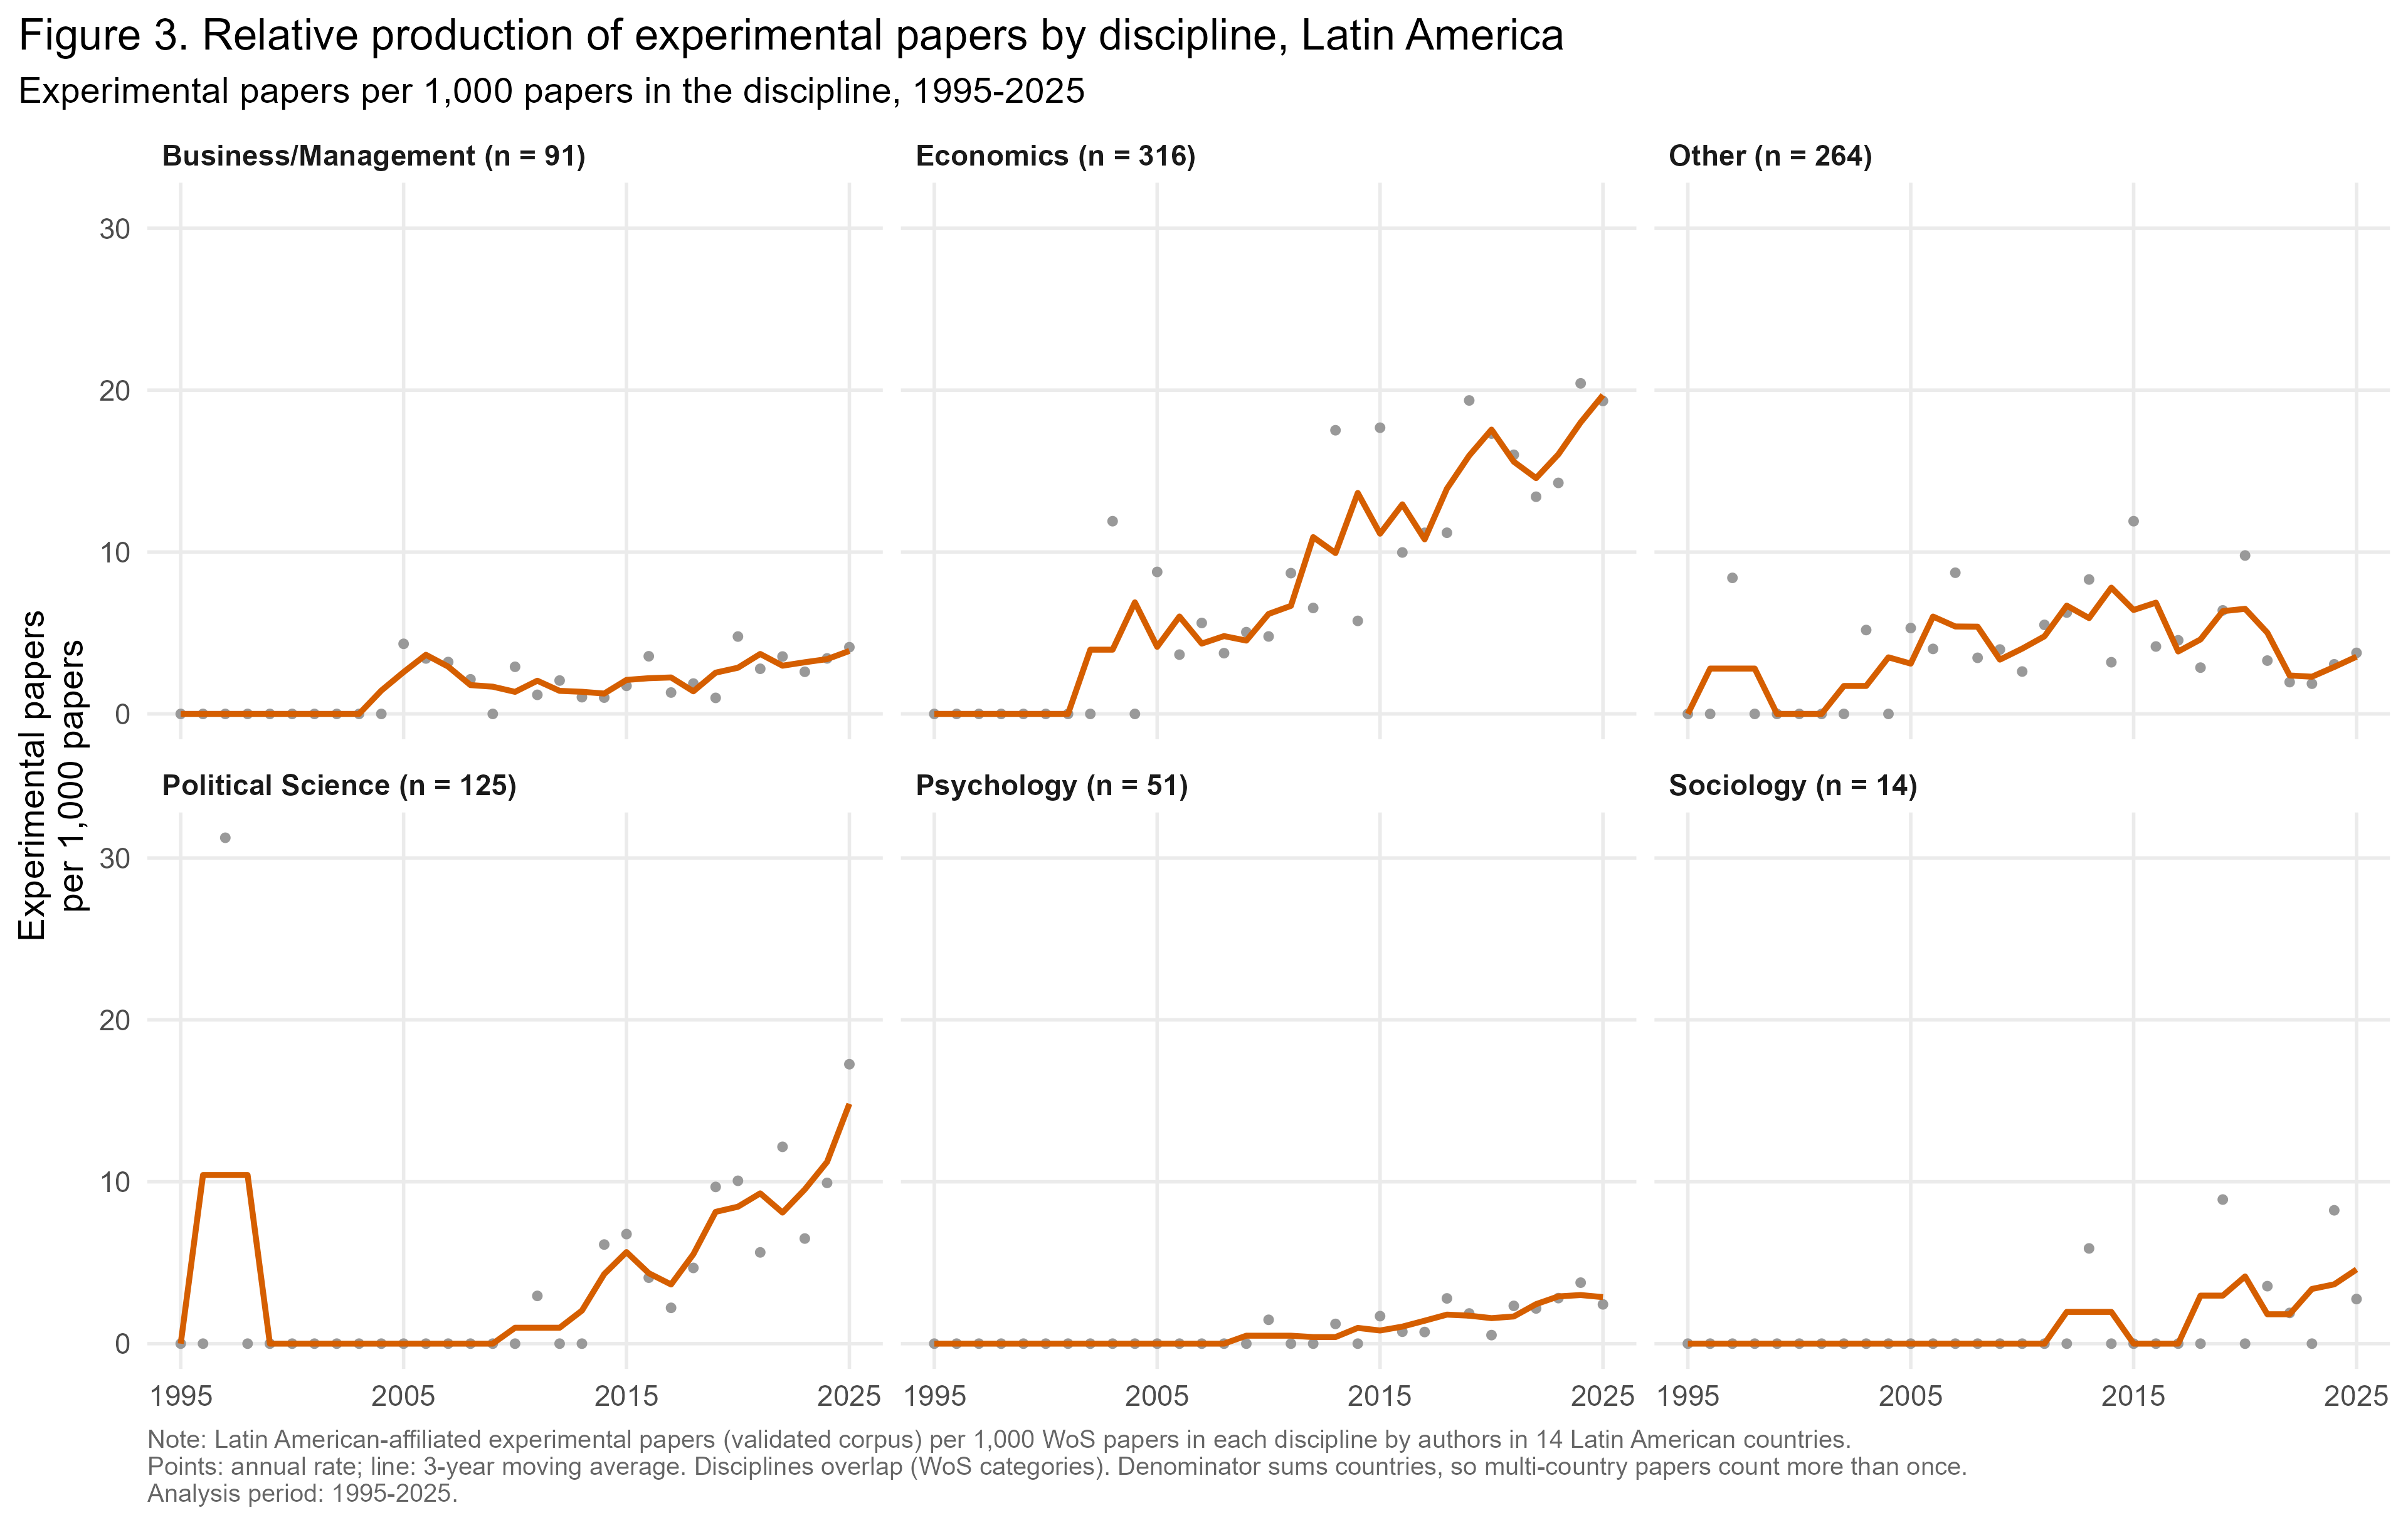 Figure 3. Relative production of experimental papers by discipline, Latin America
Experimental papers per 1,000 papers in the discipline, 1995-2025
Business/Management (n = 91)
Economics (n = 316)
Other (n = 264)
30
20
10
0
Experimental papers
per 1,000 papers
Political Science (n = 125)
Psychology (n = 51)
Sociology (n = 14)
30
20
10
0
1995 2005 2015 2025
1995 2005 2015 2025
1995 2005 2015 2025
Note: Latin American-affiliated experimental papers (validated corpus) per 1,000 WoS papers in each discipline by authors in 14 Latin American countries.
Points: annual rate; line: 3-year moving average. Disciplines overlap (WoS categories). Denominator sums countries, so multi-country papers count more than once.
Analysis period: 1995-2025.